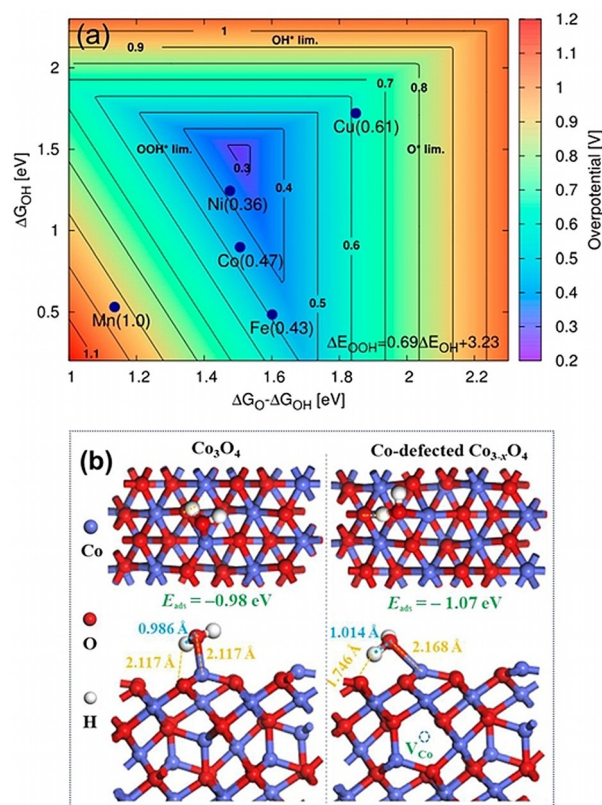 (a)
1
OH* lim.
0.9
0.8
0.7
OOH* lim.
0.3
0.4
0.6
0.5
1.1
Cu(0.61)
O* lim.
Ni(0.36)
Co(0.47)
Fe(0.43)
Mn(1.0)
ΔE_OOH=0.69ΔE_OH+3.23
2
1.5
1
0.5
ΔG_OH [eV]
1 1.2 1.4 1.6 1.8 2 2.2
ΔG_O-ΔG_OH [eV]
1.2
1.1
1
0.9
0.8
0.7
0.6
0.5
0.4
0.3
0.2
Overpotential [V]
(b)
Co₃O₄
Co-defected Co₃₋ₓO₄
Co
O
H
E_ads = −0.98 eV
E_ads = − 1.07 eV
0.986 Å
2.117 Å
2.117 Å
1.014 Å
1.746 Å
2.168 Å
V_Co